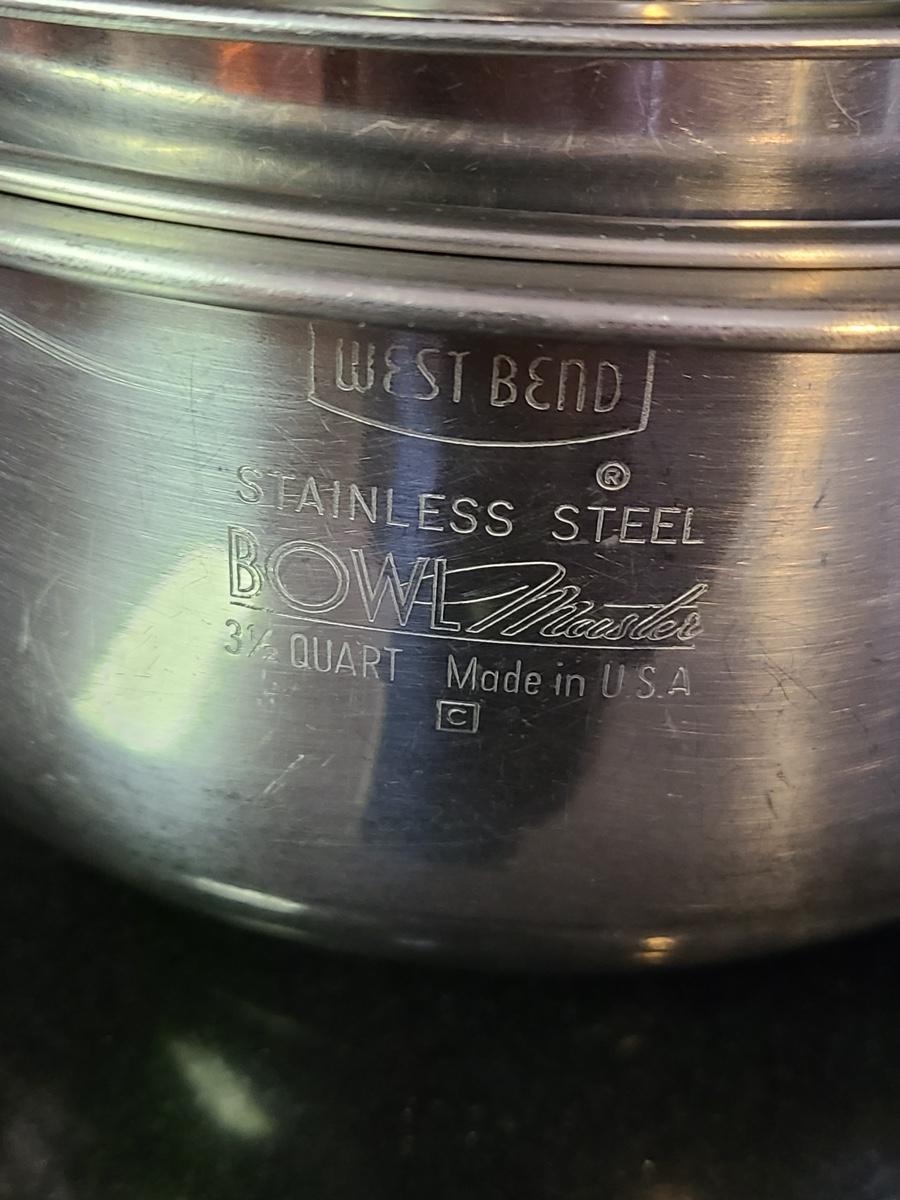 WEST BEND
®
STAINLESS STEEL
BOWL Master
3½ QUART Made in U.S.A
C